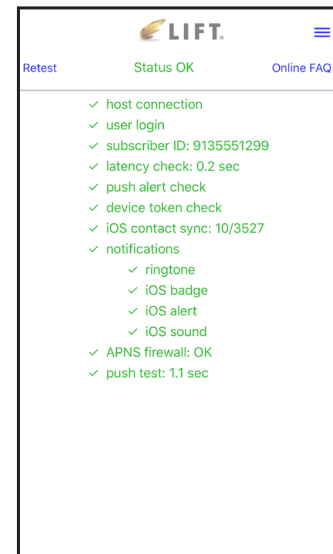 LIFT.
Retest Status OK Online FAQ
✓ host connection
✓ user login
✓ subscriber ID: 9135551299
✓ latency check: 0.2 sec
✓ push alert check
✓ device token check
✓ iOS contact sync: 10/3527
✓ notifications
✓ ringtone
✓ iOS badge
✓ iOS alert
✓ iOS sound
✓ APNS firewall: OK
✓ push test: 1.1 sec